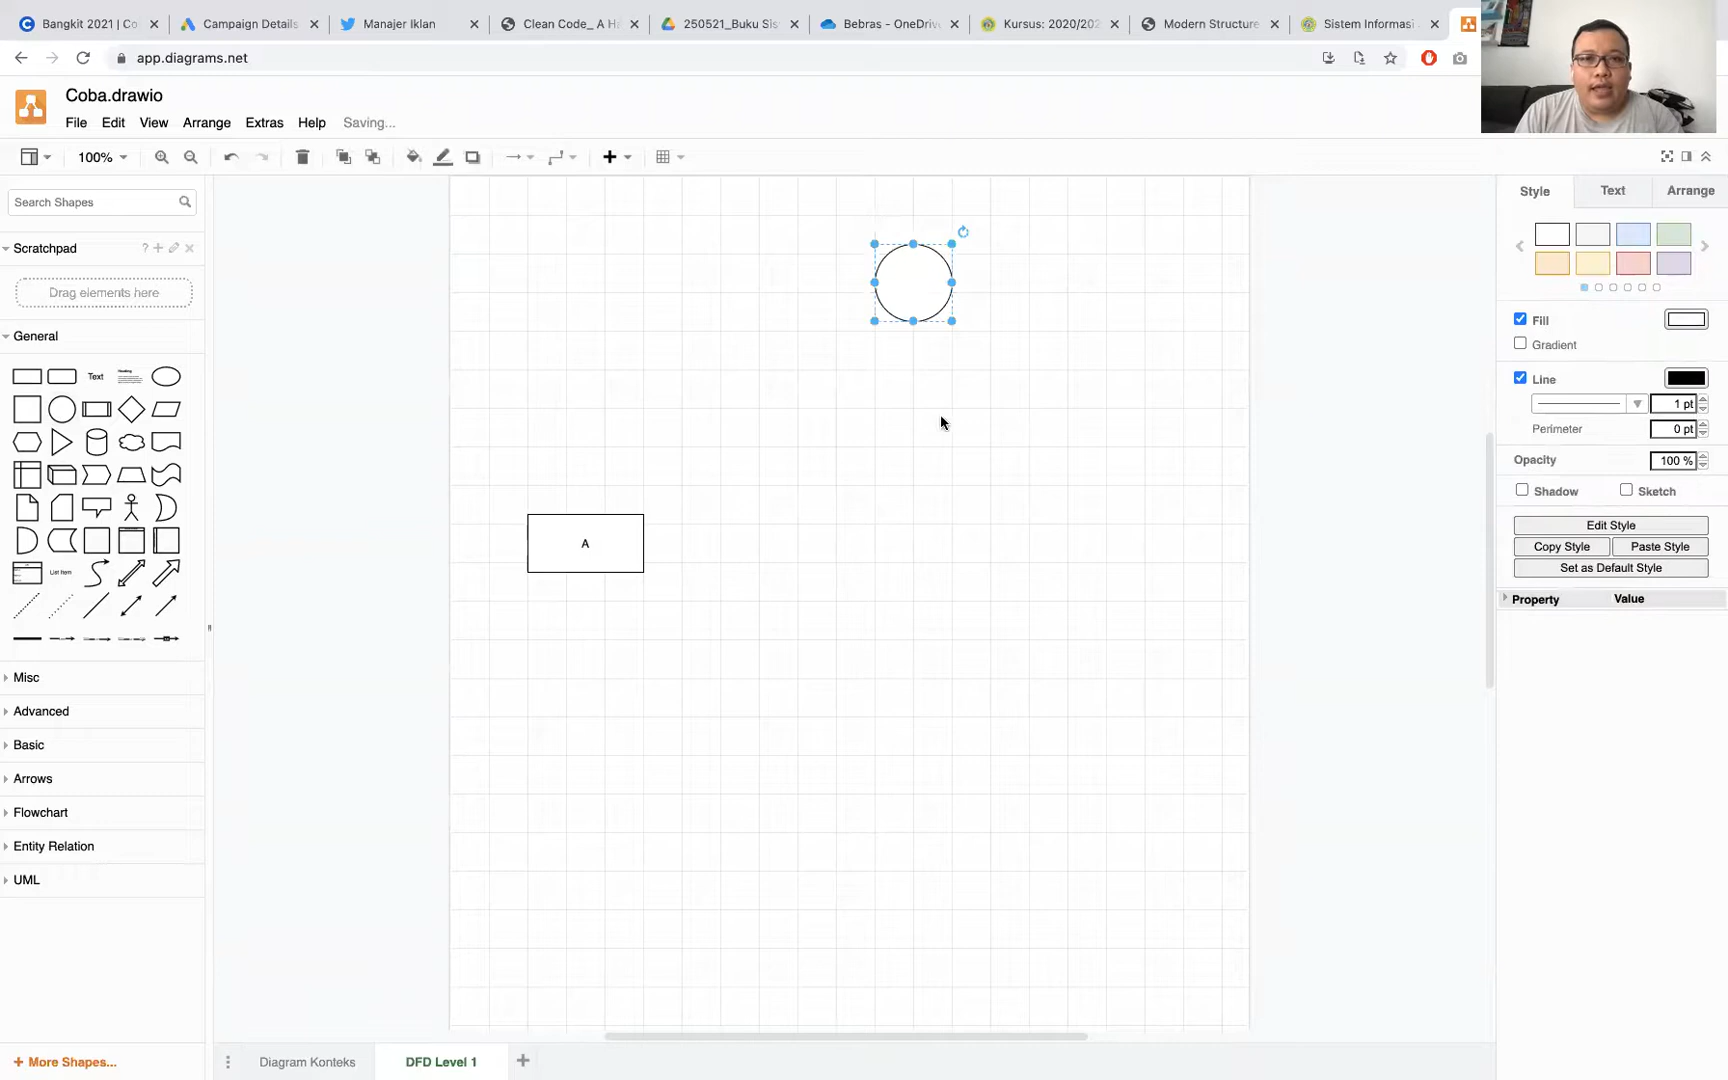 Bangkit 2021 | Co
Campaign Details
Manajer Iklan
Clean Code_ A Ha
250521_Buku Sis
Bebras - OneDriv
Kursus: 2020/202
Modern Structure
Sistem Informasi
app.diagrams.net
Coba.drawio
File Edit View Arrange Extras Help Saving...
100%
Style Text Arrange
Search Shapes
Scratchpad
?
Drag elements here
General
Text
Heading
List Item
Misc
Advanced
Basic
Arrows
Flowchart
Entity Relation
UML
+ More Shapes...
A
Fill
Gradient
Line
1 pt
Perimeter 0 pt
Opacity 100 %
Shadow Sketch
Edit Style
Copy Style Paste Style
Set as Default Style
Property Value
Diagram Konteks DFD Level 1